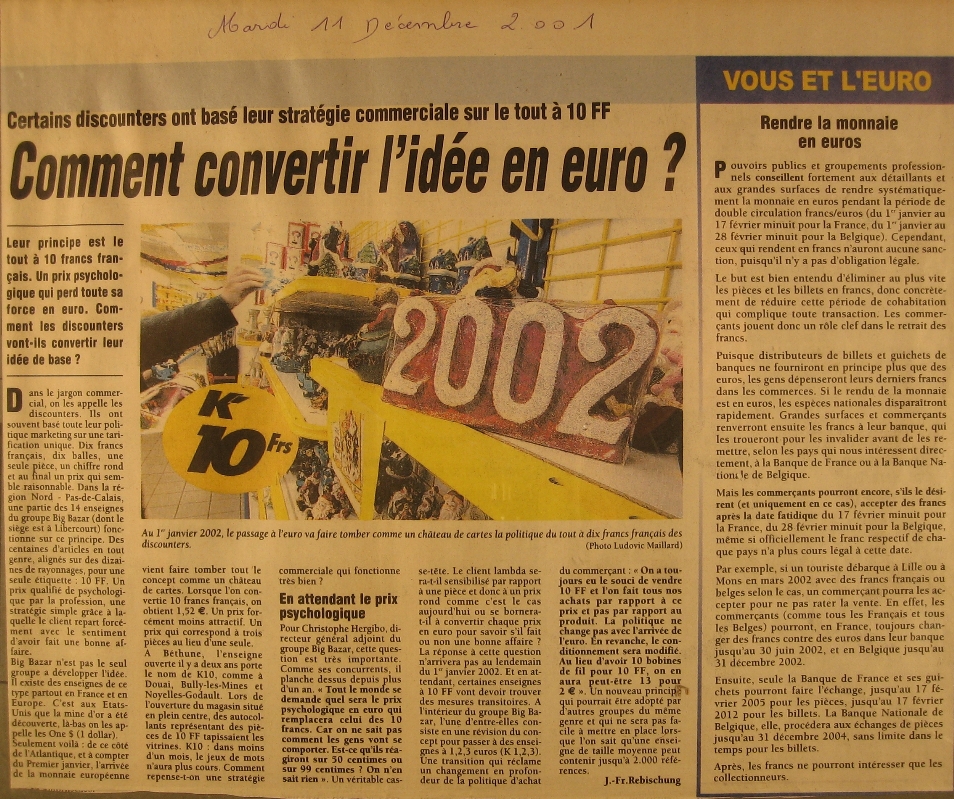 Mardi 11 Décembre 2.001
Certains discounters ont basé leur stratégie commerciale sur le tout à 10 FF
Comment convertir l'idée en euro ?
Leur principe est le
tout à 10 francs fran-
çais. Un prix psycholo-
gique qui perd toute sa
force en euro. Com-
ment les discounters
vont-ils convertir leur
idée de base ?
2002
K
10 Frs
Au 1er janvier 2002, le passage à l'euro va faire tomber comme un château de cartes la politique du tout à dix francs français des
discounters.
(Photo Ludovic Maillard)
Dans le jargon commer-
cial, on les appelle les
discounters. Ils ont
souvent basé toute leur poli-
tique marketing sur une tari-
fication unique. Dix francs
français, dix balles, une
seule pièce, un chiffre rond
et au final un prix qui sem-
ble raisonnable. Dans la ré-
gion Nord - Pas-de-Calais,
une partie des 14 enseignes
du groupe Big Bazar (dont le
siège est à Libercourt) fonc-
tionne sur ce principe. Des
centaines d'articles en tout
genre, alignés sur des dizai-
nes de rayonnages, pour une
seule étiquette : 10 FF. Un
prix qualifié de psychologi-
que par la profession, une
stratégie simple grâce à la-
quelle le client repart forcé-
ment avec le sentiment
d'avoir fait une bonne af-
faire.
Big Bazar n'est pas le seul
groupe a développer l'idée.
Il existe des enseignes de ce
type partout en France et en
Europe. C'est aux Etats-
Unis que la mine d'or a été
découverte, là-bas on les ap-
pelle les One $ (1 dollar).
Seulement voilà : de ce côté
de l'Atlantique, et à compter
du Premier janvier, l'arrivée
de la monnaie européenne
vient faire tomber tout le
concept comme un château
de cartes. Lorsque l'on con-
vertie 10 francs français, on
obtient 1,52 €. Un prix for-
cément moins attractif. Un
prix qui correspond à trois
pièces au lieu d'une seule.
A Béthune, l'enseigne
ouverte il y a deux ans porte
le nom de K10, comme à
Douai, Bully-les-Mines et
Noyelles-Godault. Lors de
l'ouverture du magasin situé
en plein centre, des autocol-
lants représentant des piè-
ces de 10 FF tapissaient les
vitrines. K10 : dans moins
d'un mois, le jeux de mots
n'aura plus cours. Comment
repense-t-on une stratégie
commerciale qui fonctionne
très bien ?
En attendant le prix
psychologique
Pour Christophe Hergibo, di-
recteur général adjoint du
groupe Big Bazar, cette ques-
tion est très importante.
Comme ses concurrents, il
planche dessus depuis plus
d'un an. « Tout le monde se
demande quel sera le prix
psychologique en euro qui
remplacera celui des 10
francs. Car on ne sait pas
comment les gens vont se
comporter. Est-ce qu'ils réa-
giront sur 50 centimes ou
sur 99 centimes ? On n'en
sait rien ». Un véritable cas-
se-tête. Le client lambda se-
ra-t-il sensibilisé par rapport
à une pièce et donc à un prix
rond comme c'est le cas
aujourd'hui ou se bornera-
t-il à convertir chaque prix
en euro pour savoir s'il fait
ou non une bonne affaire ?
La réponse à cette question
n'arrivera pas au lendemain
du 1er janvier 2002. Et en at-
tendant, certaines enseignes
à 10 FF vont devoir trouver
des mesures transitoires. A
l'intérieur du groupe Big Ba-
zar, l'une d'entre-elles con-
siste en une révision du con-
cept pour passer à des ensei-
gnes à 1,2,3 euros (K 1,2,3).
Une transition qui réclame
un changement en profon-
deur de la politique d'achat
du commerçant : « On a tou-
jours eu le souci de vendre
10 FF et l'on fait tous nos
achats par rapport à ce
prix et pas par rapport au
produit. La politique ne
change pas avec l'arrivée de
l'euro. En revanche, le con-
ditionnement sera modifié.
Au lieu d'avoir 10 bobines
de fil pour 10 FF, on en
aura peut-être 13 pour
2 € ». Un nouveau principe
qui pourrait être adopté par
d'autres groupes du même
genre et qui ne sera pas fa-
cile à mettre en place lors-
que l'on sait qu'une ensei-
gne de taille moyenne peut
contenir jusqu'à 2.000 réfé-
rences.
J.-Fr.Rebischung
VOUS ET L'EURO
Rendre la monnaie
en euros
Pouvoirs publics et groupements profession-
nels conseillent fortement aux détaillants et
aux grandes surfaces de rendre systématique-
ment la monnaie en euros pendant la période de
double circulation francs/euros (du 1er janvier au
17 février minuit pour la France, du 1er janvier au
28 février minuit pour la Belgique). Cependant,
ceux qui rendent en francs n'auront aucune sanc-
tion, puisqu'il n'y a pas d'obligation légale.
Le but est bien entendu d'éliminer au plus vite
les pièces et les billets en francs, donc concrète-
ment de réduire cette période de cohabitation
qui complique toute transaction. Les commer-
çants jouent donc un rôle clef dans le retrait des
francs.
Puisque distributeurs de billets et guichets de
banques ne fourniront en principe plus que des
euros, les gens dépenseront leurs derniers francs
dans les commerces. Si le rendu de la monnaie
est en euros, les espèces nationales disparaîtront
rapidement. Grandes surfaces et commerçants
renverront ensuite les francs à leur banque, qui
les troueront pour les invalider avant de les re-
mettre, selon les pays qui nous intéressent direc-
tement, à la Banque de France ou à la Banque Na-
tionale de Belgique.
Mais les commerçants pourront encore, s'ils le dési-
rent (et uniquement en ce cas), accepter des francs
après la date fatidique du 17 février minuit pour
la France, du 28 février minuit pour la Belgique,
même si officiellement le franc respectif de cha-
que pays n'a plus cours légal à cette date.
Par exemple, si un touriste débarque à Lille ou à
Mons en mars 2002 avec des francs français ou
belges selon le cas, un commerçant pourra les ac-
cepter pour ne pas rater la vente. En effet, les
commerçants (comme tous les Français et tous
les Belges) pourront, en France, toujours chan-
ger des francs contre des euros dans leur banque
jusqu'au 30 juin 2002, et en Belgique jusqu'au
31 décembre 2002.
Ensuite, seule la Banque de France et ses gui-
chets pourront faire l'échange, jusqu'au 17 fé-
vrier 2005 pour les pièces, jusqu'au 17 février
2012 pour les billets. La Banque Nationale de
Belgique, elle, procédera aux échanges de pièces
jusqu'au 31 décembre 2004, sans limite dans le
temps pour les billets.
Après, les francs ne pourront intéresser que les
collectionneurs.